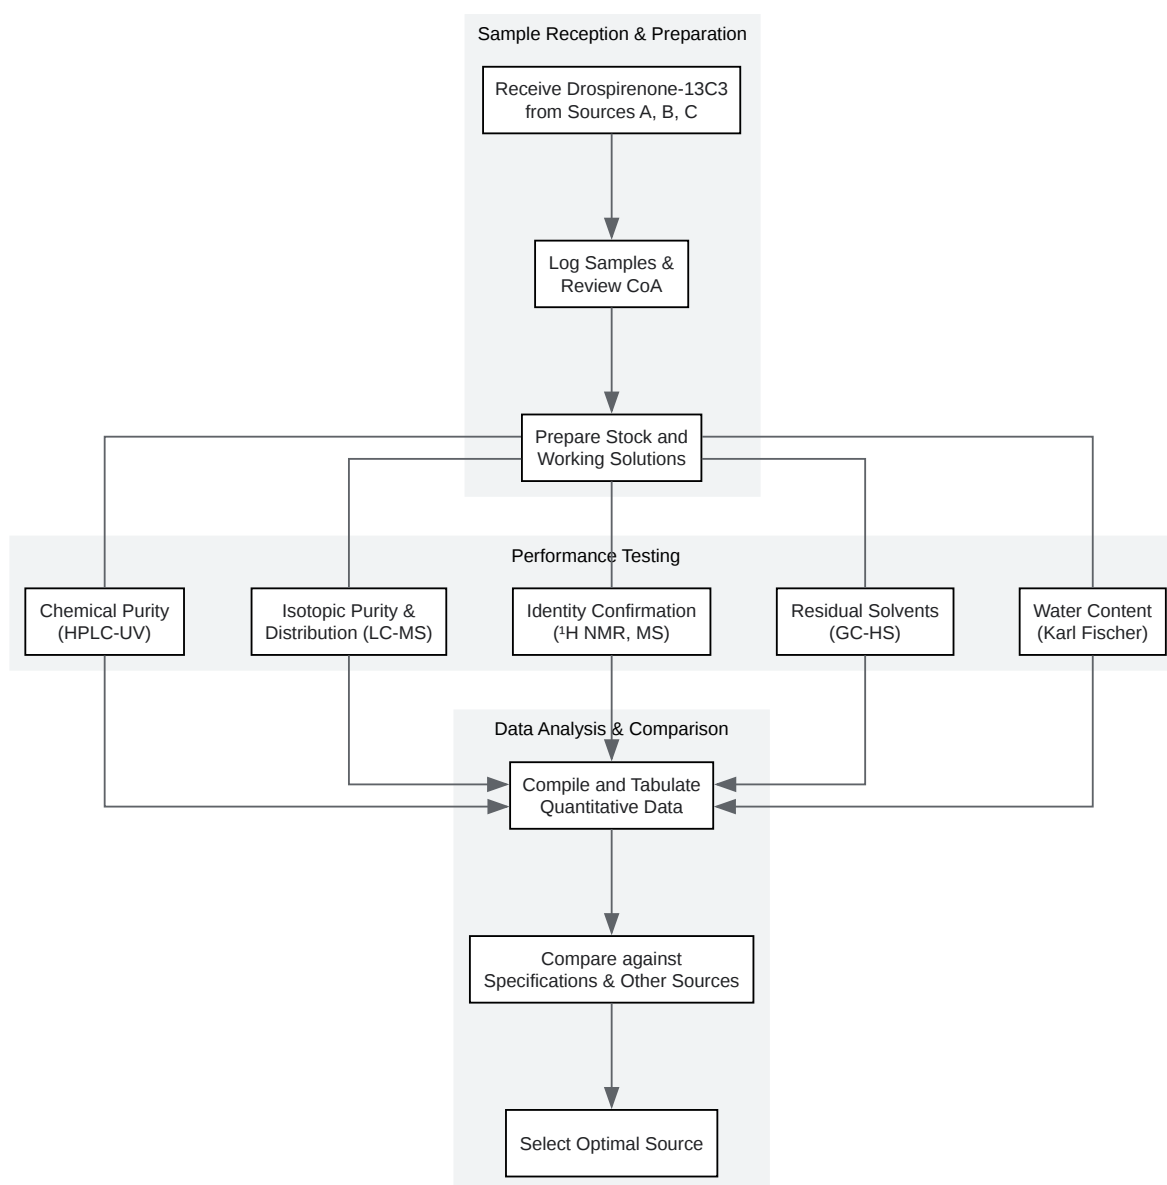 Sample Reception & Preparation
Receive Drospirenone-13C3
from Sources A, B, C
Log Samples &
Review CoA
Prepare Stock and
Working Solutions
Performance Testing
Chemical Purity
(HPLC-UV)
Isotopic Purity &
Distribution (LC-MS)
Identity Confirmation
(¹H NMR, MS)
Residual Solvents
(GC-HS)
Water Content
(Karl Fischer)
Data Analysis & Comparison
Compile and Tabulate
Quantitative Data
Compare against
Specifications & Other Sources
Select Optimal Source